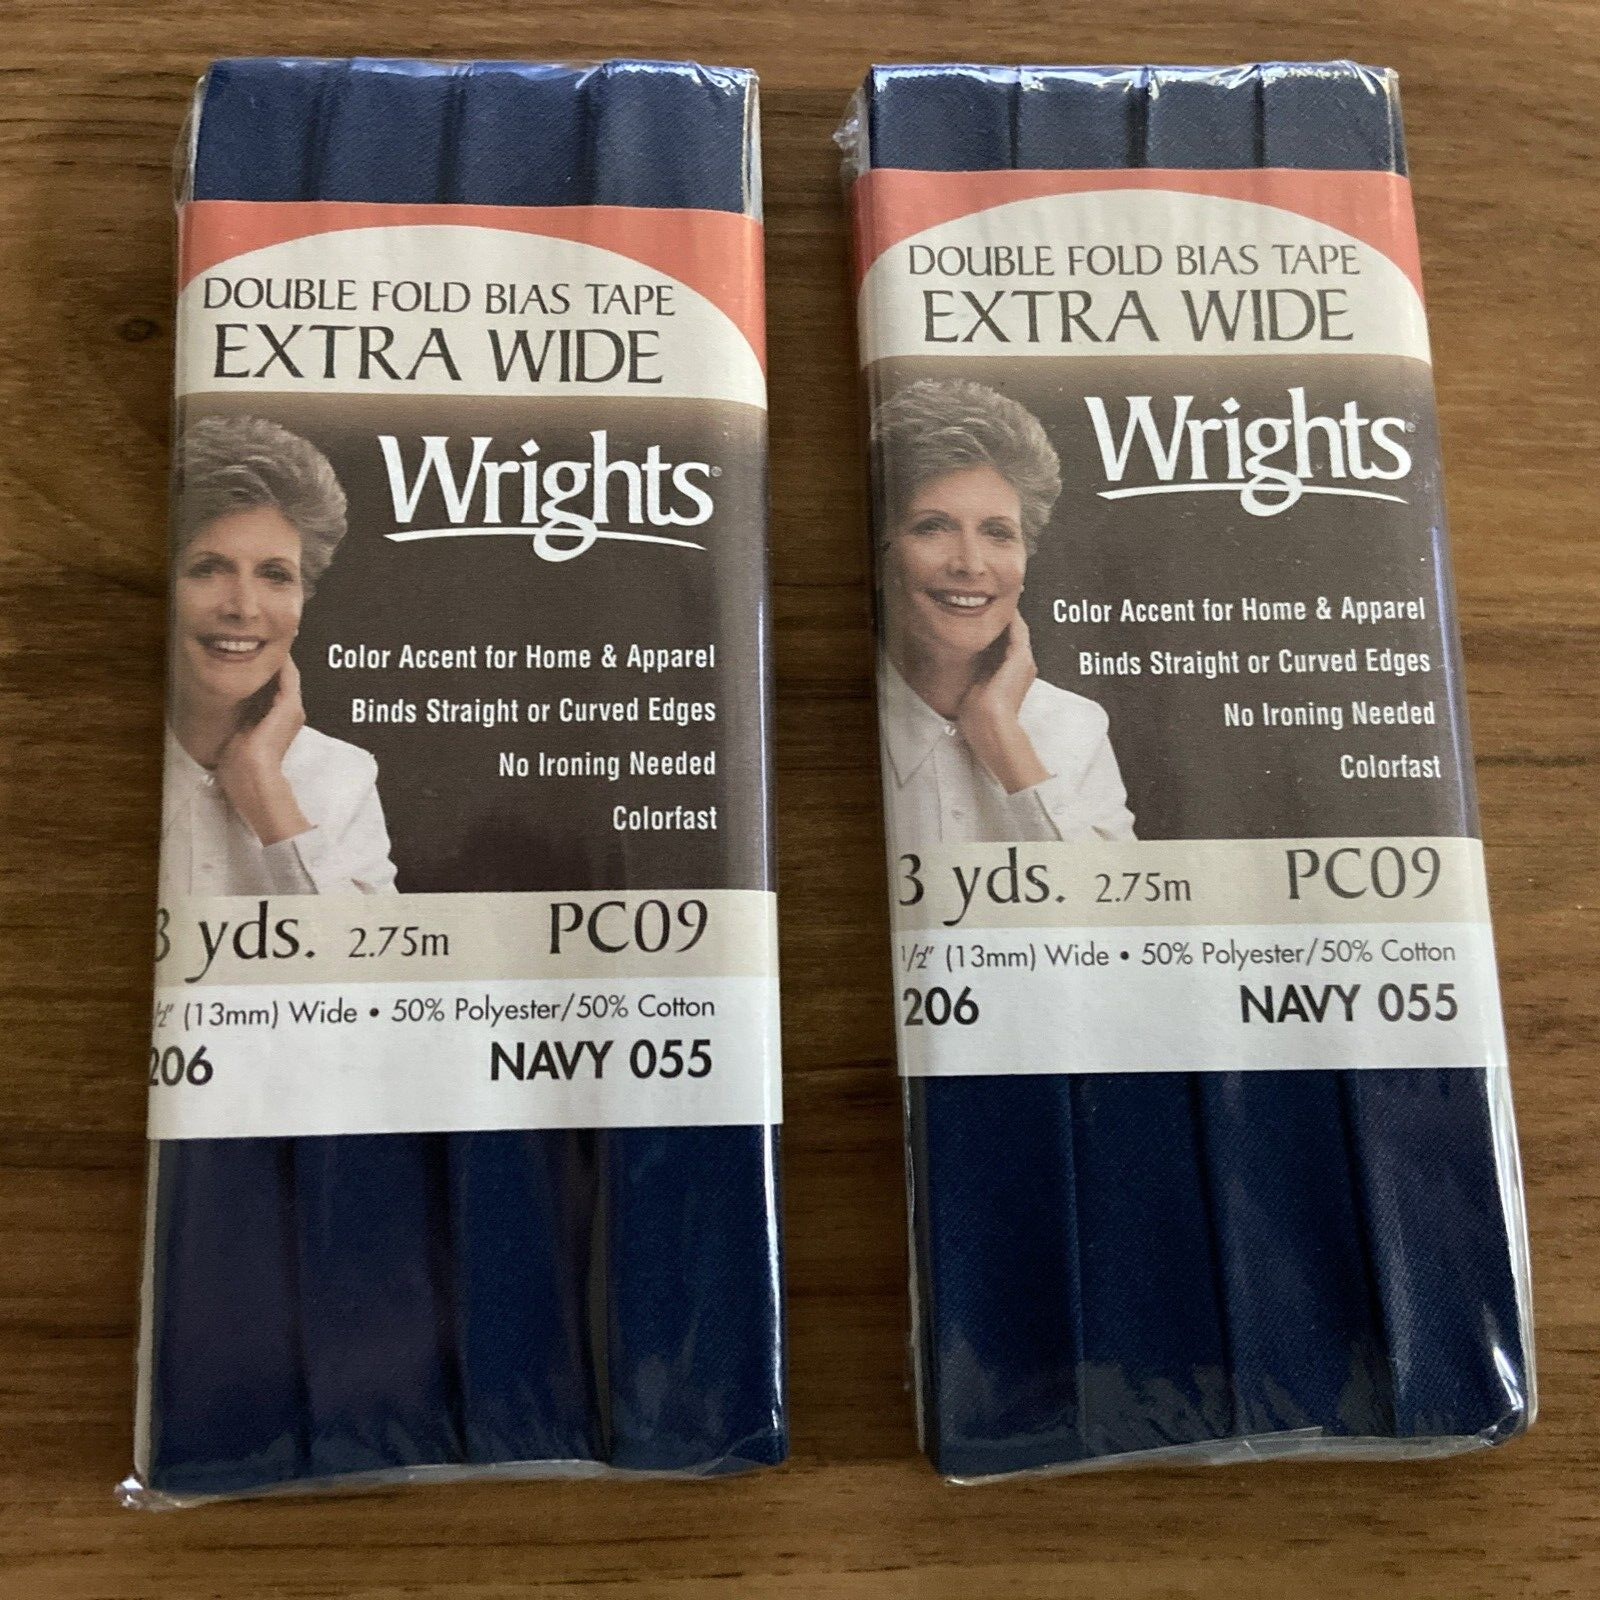 DOUBLE FOLD BIAS TAPE
EXTRA WIDE
Wrights®
Color Accent for Home & Apparel
Binds Straight or Curved Edges
No Ironing Needed
Colorfast
3 yds. 2.75m PC09
1/2" (13mm) Wide • 50% Polyester/50% Cotton
206 NAVY 055
DOUBLE FOLD BIAS TAPE
EXTRA WIDE
Wrights®
Color Accent for Home & Apparel
Binds Straight or Curved Edges
No Ironing Needed
Colorfast
3 yds. 2.75m PC09
1/2" (13mm) Wide • 50% Polyester/50% Cotton
206 NAVY 055